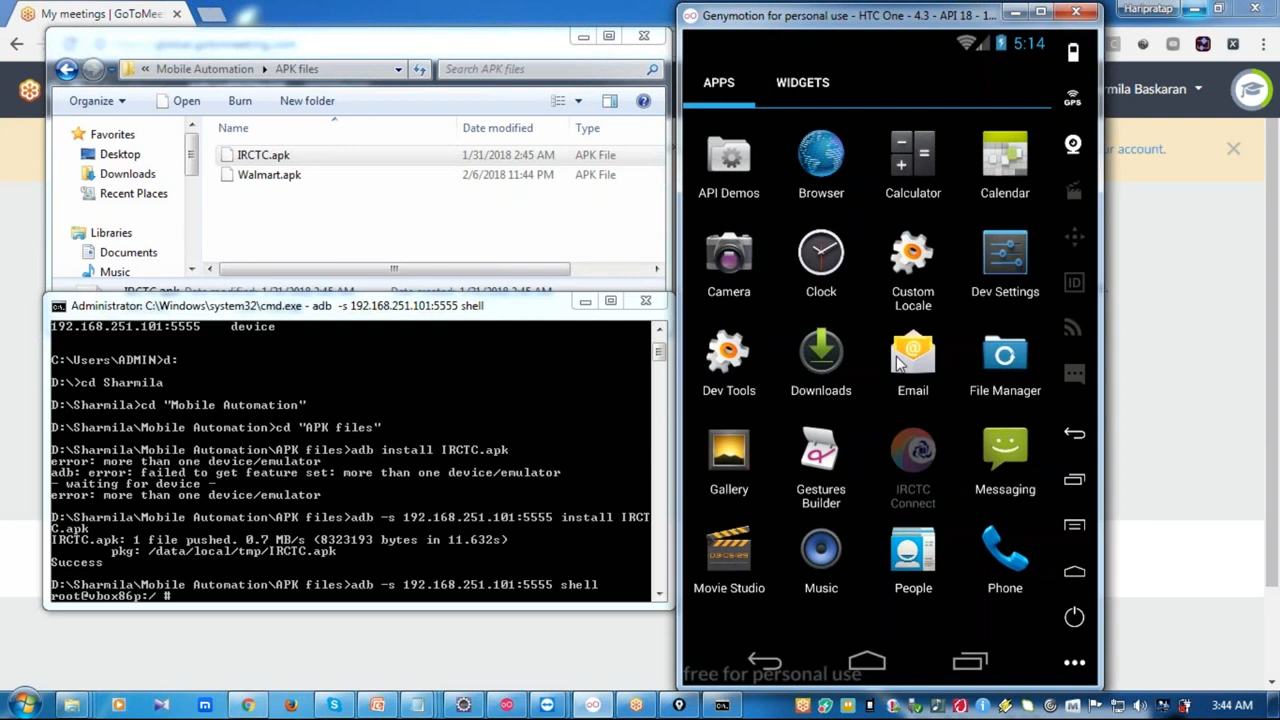 My meetings | GoToMee
Haripratap
rmila Baskaran
ur account.
Mobile Automation
APK files
Search APK files
Organize
Open
Burn
New folder
Favorites
Desktop
Downloads
Recent Places
Libraries
Documents
Music
Name
Date modified
Type
IRCTC.apk
1/31/2018 2:45 AM
APK File
Walmart.apk
2/6/2018 11:44 PM
APK File
Administrator: C:\Windows\system32\cmd.exe - adb -s 192.168.251.101:5555 shell
192.168.251.101:5555 device
C:\Users\ADMIN>d:
D:\>cd Sharmila
D:\Sharmila>cd "Mobile Automation"
D:\Sharmila\Mobile Automation>cd "APK files"
D:\Sharmila\Mobile Automation\APK files>adb install IRCTC.apk
error: more than one device/emulator
adb: error: failed to get feature set: more than one device/emulator
- waiting for device -
error: more than one device/emulator
D:\Sharmila\Mobile Automation\APK files>adb -s 192.168.251.101:5555 install IRCT
C.apk
IRCTC.apk: 1 file pushed. 0.7 MB/s (8323193 bytes in 11.632s)
pkg: /data/local/tmp/IRCTC.apk
Success
D:\Sharmila\Mobile Automation\APK files>adb -s 192.168.251.101:5555 shell
root@vbox86p:/ #
Genymotion for personal use - HTC One - 4.3 - API 18 - 1...
5:14
APPS
WIDGETS
GPS
API Demos
Browser
Calculator
Calendar
Camera
Clock
Custom
Locale
Dev Settings
ID
Dev Tools
Downloads
Email
File Manager
Gallery
Gestures
Builder
IRCTC
Connect
Messaging
Movie Studio
Music
People
Phone
free for personal use
3:44 AM